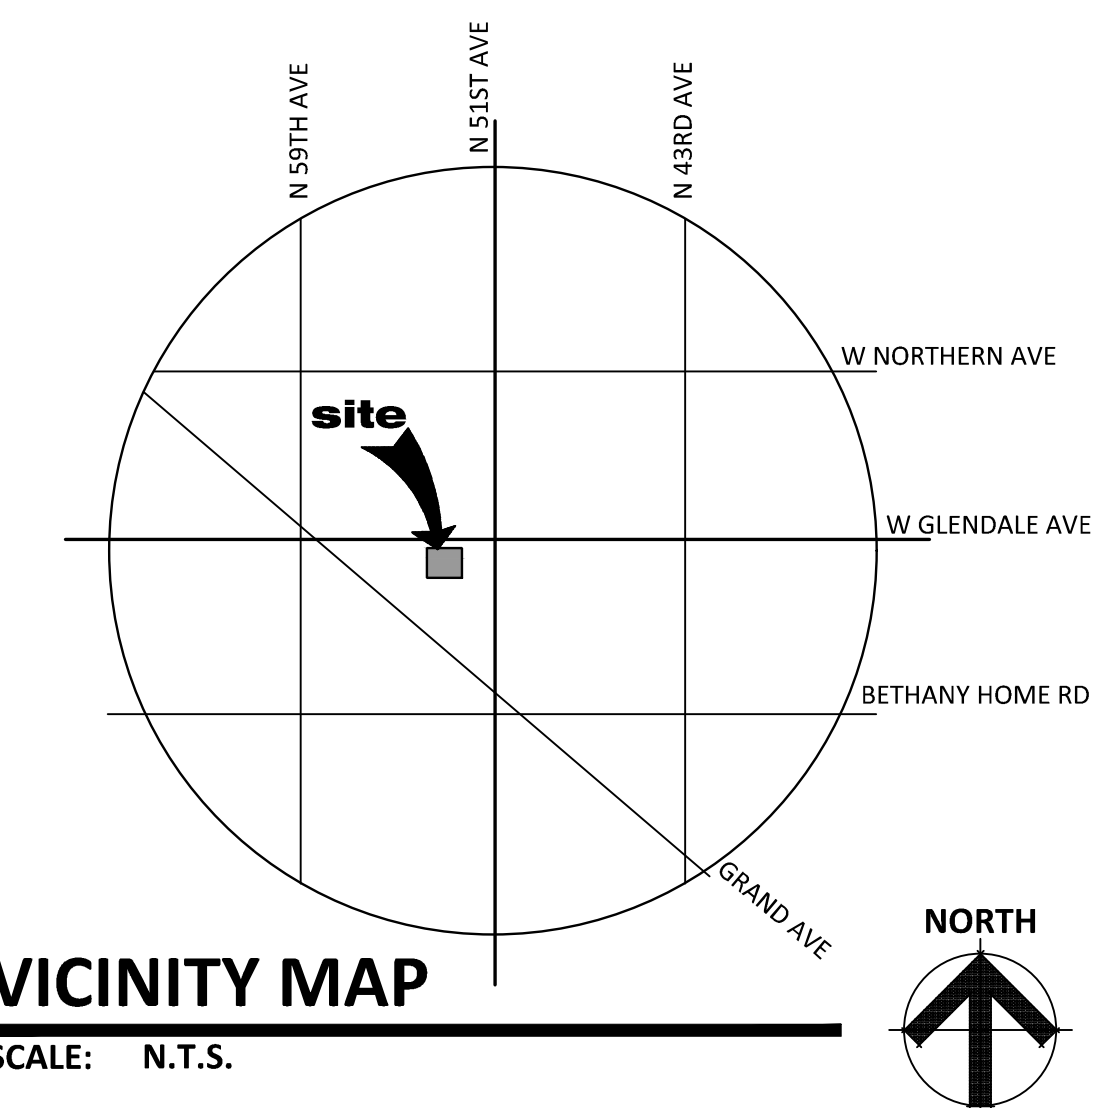 N 59TH AVE
N 51ST AVE
N 43RD AVE
W NORTHERN AVE
site
W GLENDALE AVE
BETHANY HOME RD
GRAND AVE
NORTH
VICINITY MAP
SCALE: N.T.S.